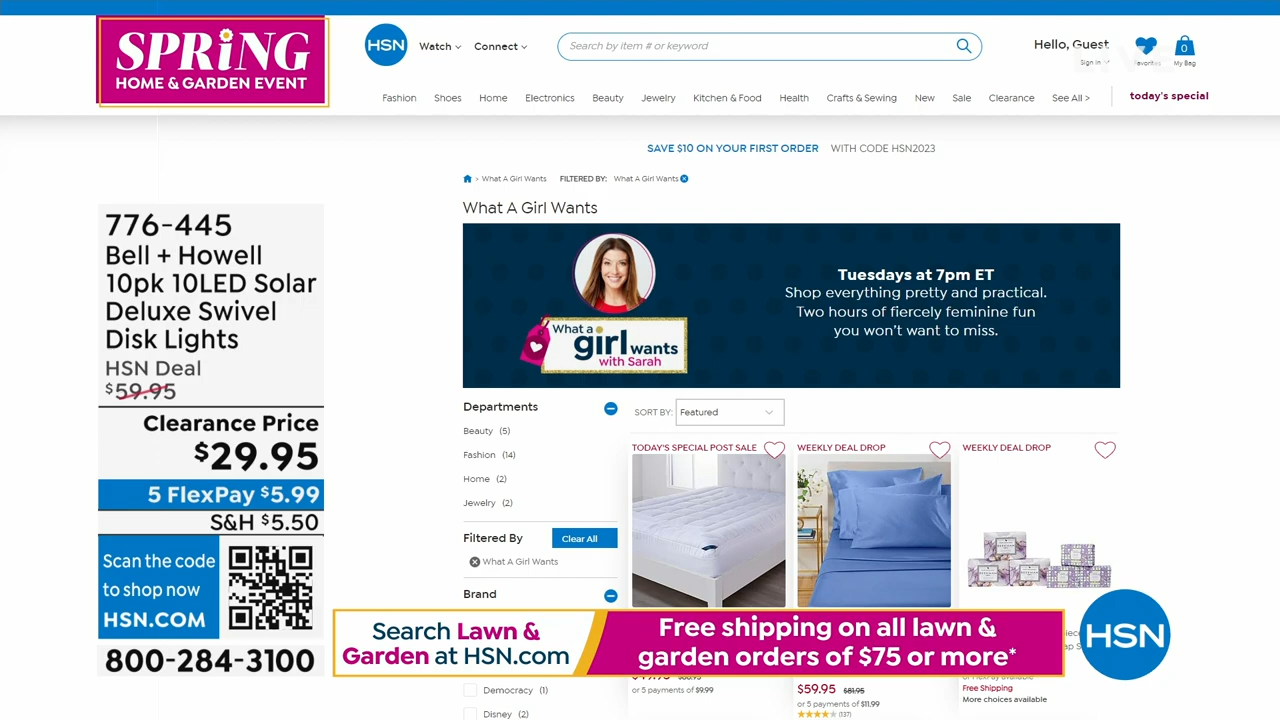 SPRING
HOME & GARDEN EVENT
HSN
Watch
Connect
Search by item # or keyword
Hello, Guest
Sign In
Favorites
0
My Bag
Fashion
Shoes
Home
Electronics
Beauty
Jewelry
Kitchen & Food
Health
Crafts & Sewing
New
Sale
Clearance
See All >
today's special
SAVE $10 ON YOUR FIRST ORDER WITH CODE HSN2023
> What A Girl Wants FILTERED BY: What A Girl Wants
What A Girl Wants
What a
girl wants
with Sarah
Tuesdays at 7pm ET
Shop everything pretty and practical.
Two hours of fiercely feminine fun
you won't want to miss.
776-445
Bell + Howell
10pk 10LED Solar
Deluxe Swivel
Disk Lights
HSN Deal
$59.95
Clearance Price
$29.95
5 FlexPay $5.99
S&H $5.50
Scan the code
to shop now
HSN.COM
800-284-3100
Departments
Beauty (5)
Fashion (14)
Home (2)
Jewelry (2)
Filtered By
Clear All
What A Girl Wants
Brand
Democracy (1)
Disney (2)
SORT BY: Featured
TODAY'S SPECIAL POST SALE
or 5 payments of $9.99
WEEKLY DEAL DROP
$59.95 $81.95
or 5 payments of $11.99
(137)
WEEKLY DEAL DROP
Free Shipping
More choices available
Search Lawn &
Garden at HSN.com
Free shipping on all lawn &
garden orders of $75 or more*
HSN